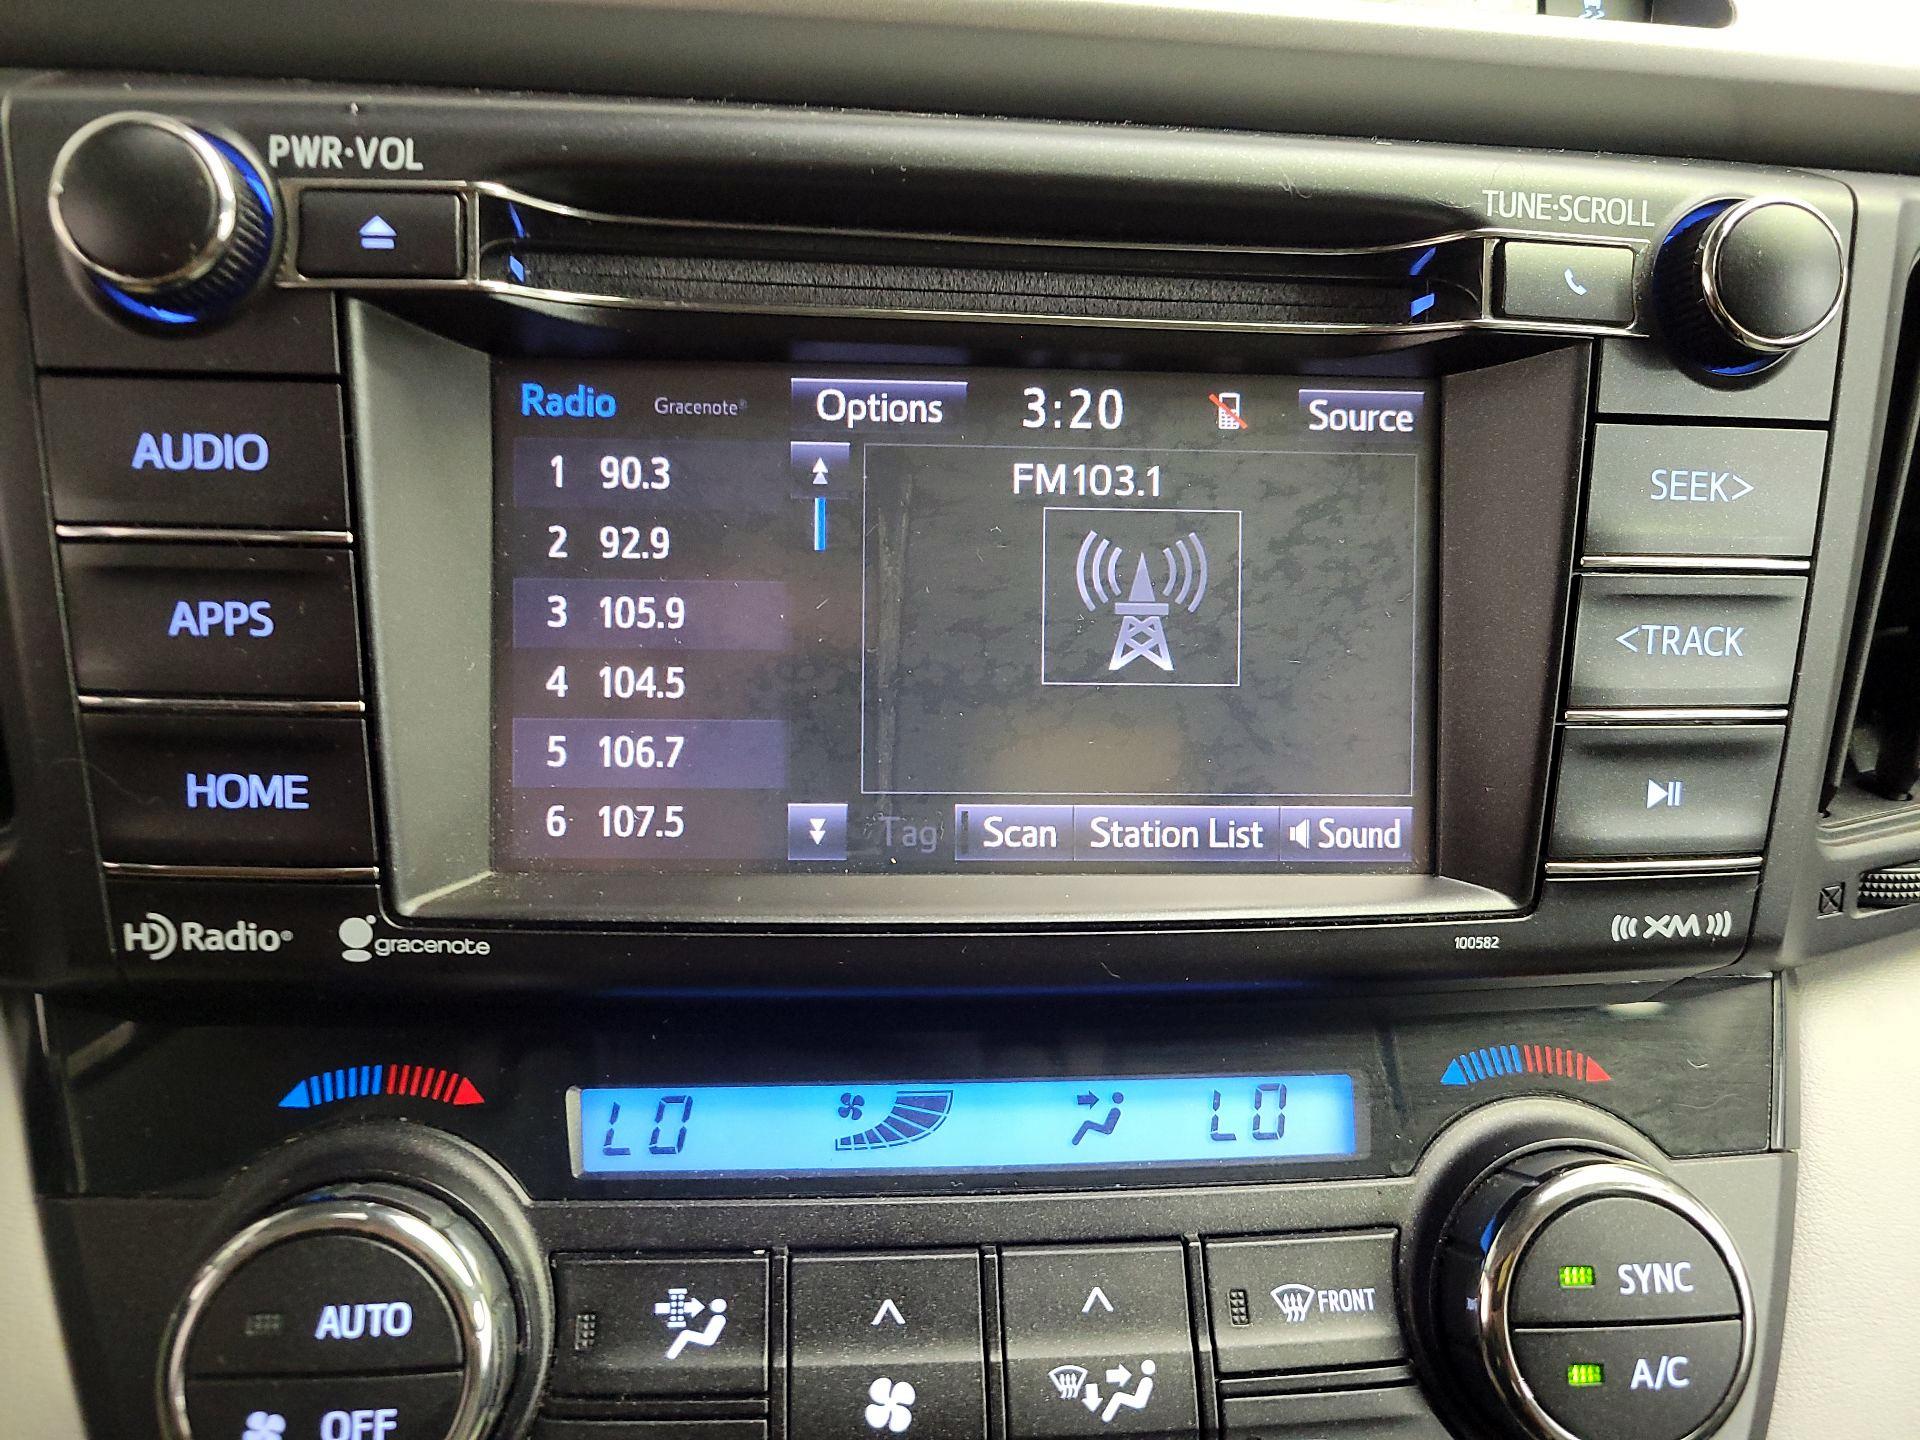 PWR·VOL
TUNE·SCROLL
AUDIO
APPS
HOME
Radio Gracenote® Options 3:20 Source
1 90.3
2 92.9
3 105.9
4 104.5
5 106.7
6 107.5
FM103.1
Tag Scan Station List Sound
SEEK>
<TRACK
HD Radio®
gracenote
100582
((( XM )))
LO
LO
AUTO
OFF
FRONT
SYNC
A/C